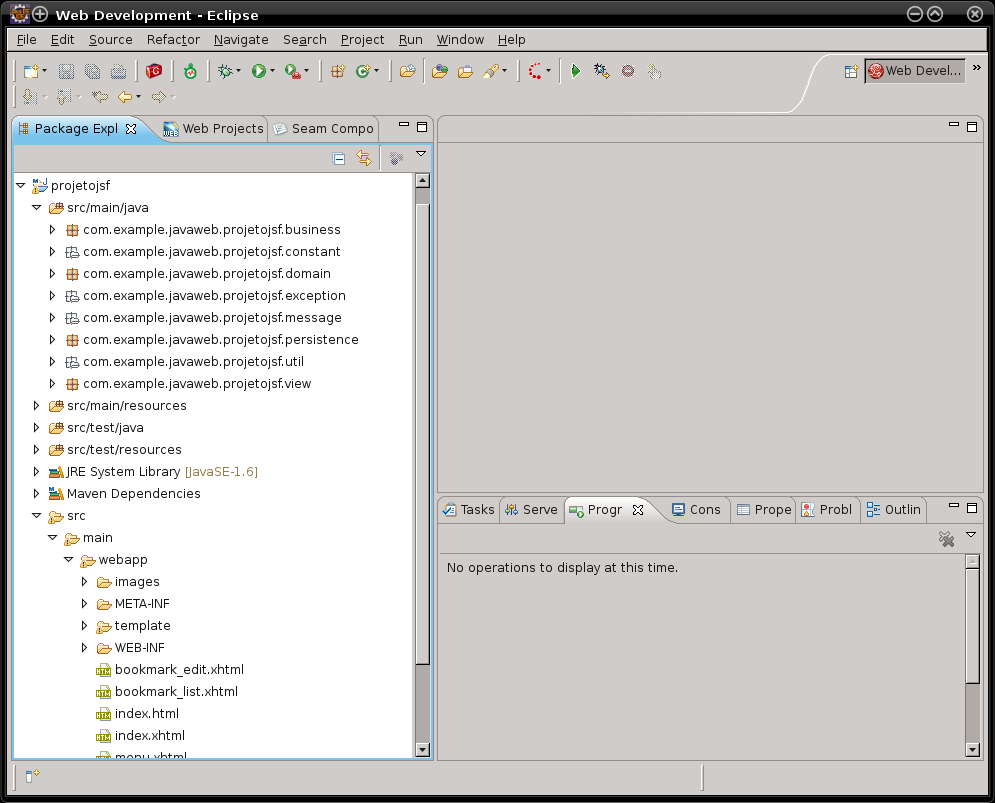 Web Development - Eclipse
File Edit Source Refactor Navigate Search Project Run Window Help
Web Devel... »
Package Expl Web Projects Seam Compo
projetojsf
src/main/java
com.example.javaweb.projetojsf.business
com.example.javaweb.projetojsf.constant
com.example.javaweb.projetojsf.domain
com.example.javaweb.projetojsf.exception
com.example.javaweb.projetojsf.message
com.example.javaweb.projetojsf.persistence
com.example.javaweb.projetojsf.util
com.example.javaweb.projetojsf.view
src/main/resources
src/test/java
src/test/resources
JRE System Library [JavaSE-1.6]
Maven Dependencies
src
main
webapp
images
META-INF
template
WEB-INF
bookmark_edit.xhtml
bookmark_list.xhtml
index.html
index.xhtml
menu.xhtml
Tasks Serve Progr Cons Prope Probl Outlin
No operations to display at this time.